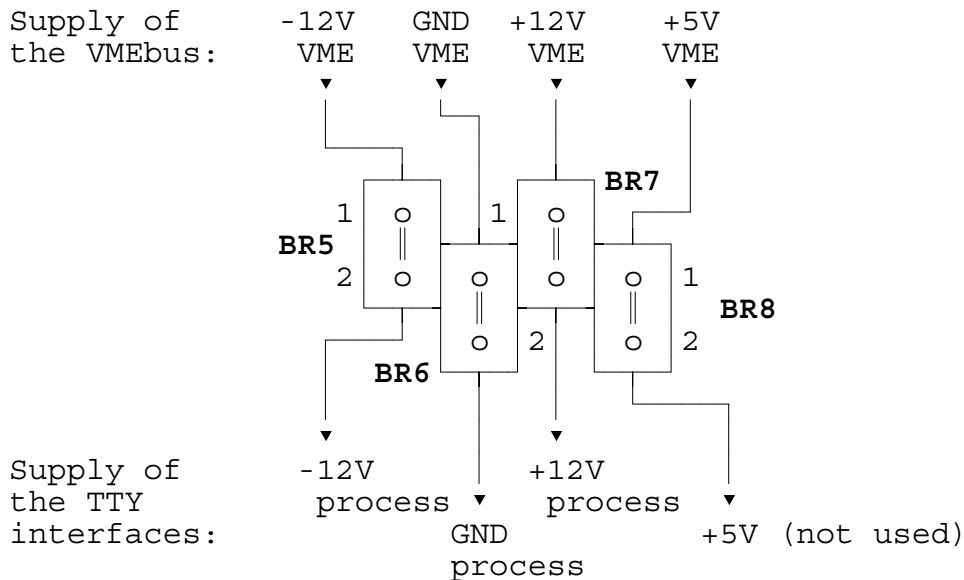 Supply of -12V GND +12V +5V
the VMEbus: VME VME VME VME
BR7
1 1
BR5
2 1
BR8
2 2
BR6
Supply of -12V +12V
the TTY process process
interfaces: GND +5V (not used)
process